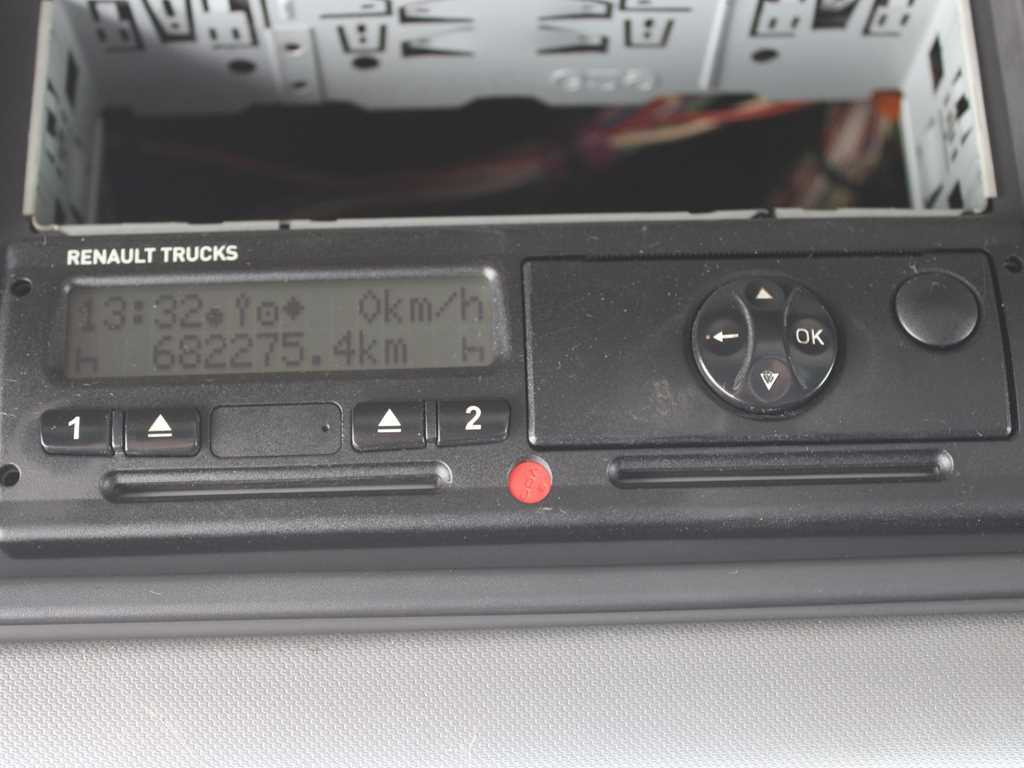 RENAULT TRUCKS
13:32 0km/h
h 682275.4km h
1 2
OK